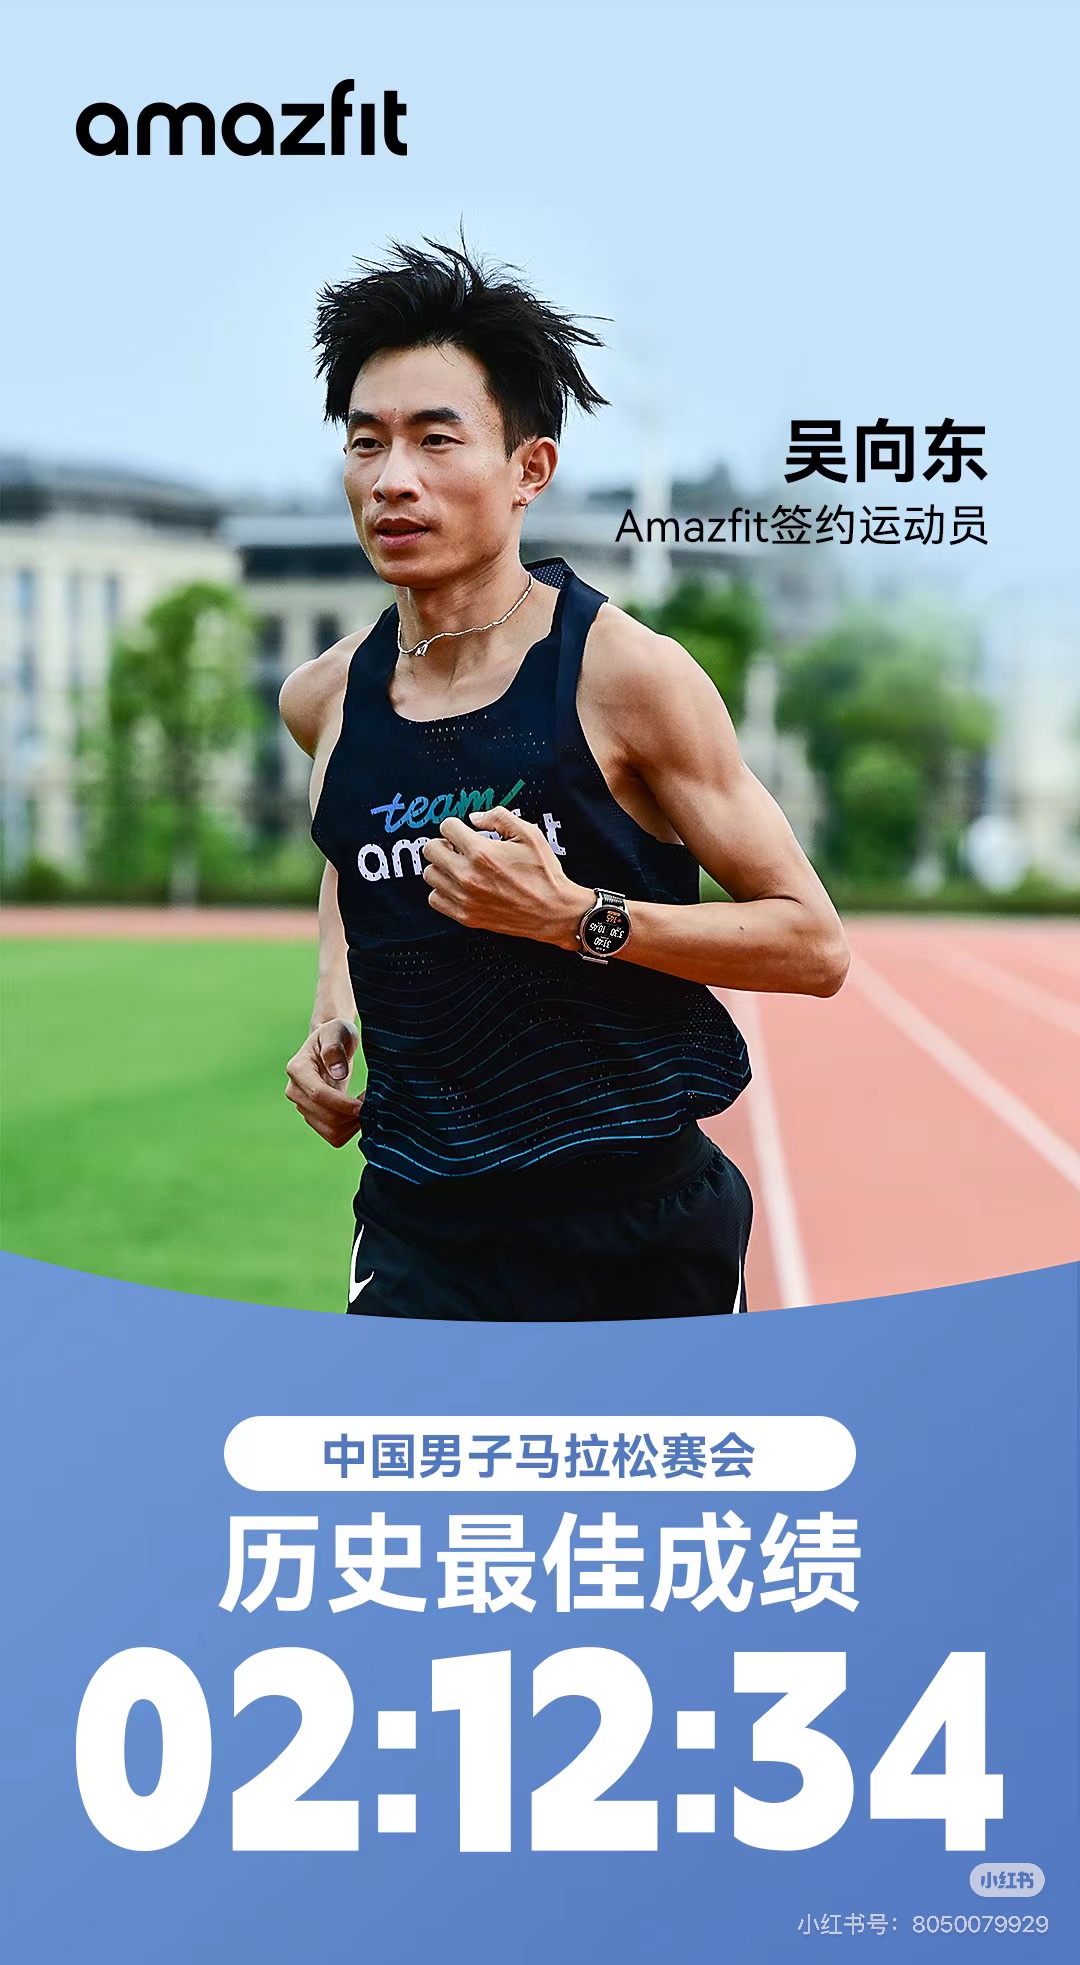 amazfit
吴向东
Amazfit签约运动员
team
中国男子马拉松赛会
历史最佳成绩
02:12:34
小红书
小红书号：8050079929